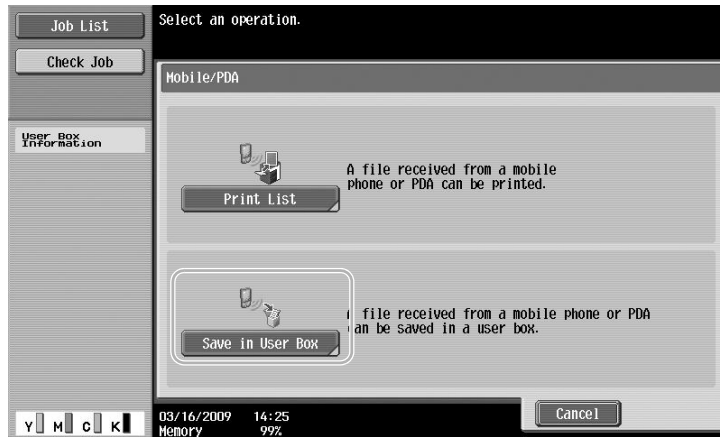 Job List
Select an operation.
Check Job
Mobile/PDA
User Box
Information
A file received from a mobile
phone or PDA can be printed.
Print List
file received from a mobile phone or PDA
an be saved in a user box.
Save in User Box
Cancel
Y M C K
03/16/2009 14:25
Memory 99%